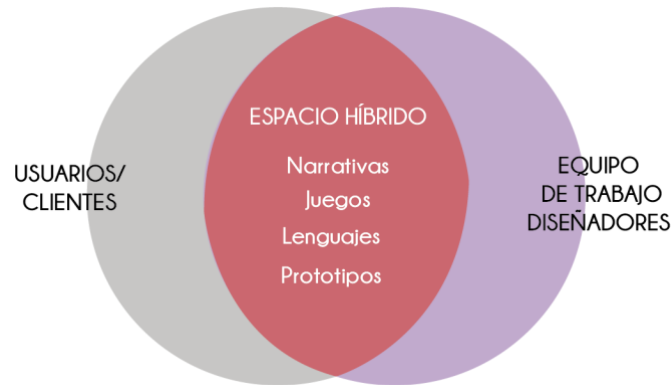 USUARIOS/
CLIENTES
ESPACIO HÍBRIDO
Narrativas
Juegos
Lenguajes
Prototipos
EQUIPO
DE TRABAJO
DISEÑADORES